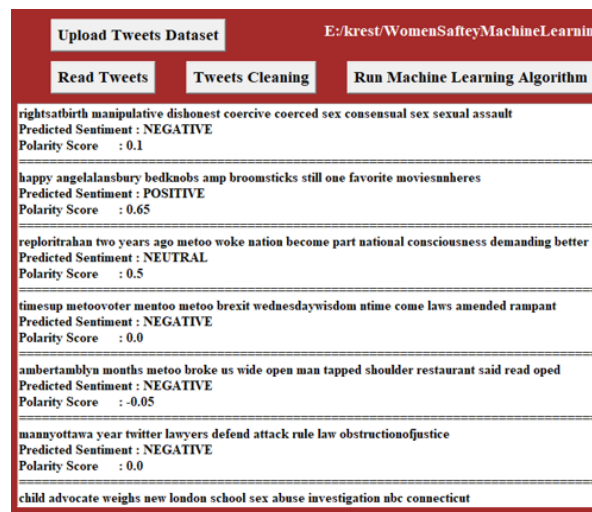 Upload Tweets Dataset
E:/krest/WomenSafteyMachineLearnin
Read Tweets
Tweets Cleaning
Run Machine Learning Algorithm
rightsatbirth manipulative dishonest coercive coerced sex consensual sex sexual assault
Predicted Sentiment : NEGATIVE
Polarity Score : 0.1
happy angelalansbury bedknobs amp broomsticks still one favorite moviesnnheres
Predicted Sentiment : POSITIVE
Polarity Score : 0.65
reploritrahan two years ago metoo woke nation become part national consciousness demanding better
Predicted Sentiment : NEUTRAL
Polarity Score : 0.5
timesup metoovoter mentoo metoo brexit wednesdaywisdom ntime come laws amended rampant
Predicted Sentiment : NEGATIVE
Polarity Score : 0.0
ambertamblyn months metoo broke us wide open man tapped shoulder restaurant said read oped
Predicted Sentiment : NEGATIVE
Polarity Score : -0.05
mannyottawa year twitter lawyers defend attack rule law obstructionofjustice
Predicted Sentiment : NEGATIVE
Polarity Score : 0.0
child advocate weighs new london school sex abuse investigation nbc connecticut